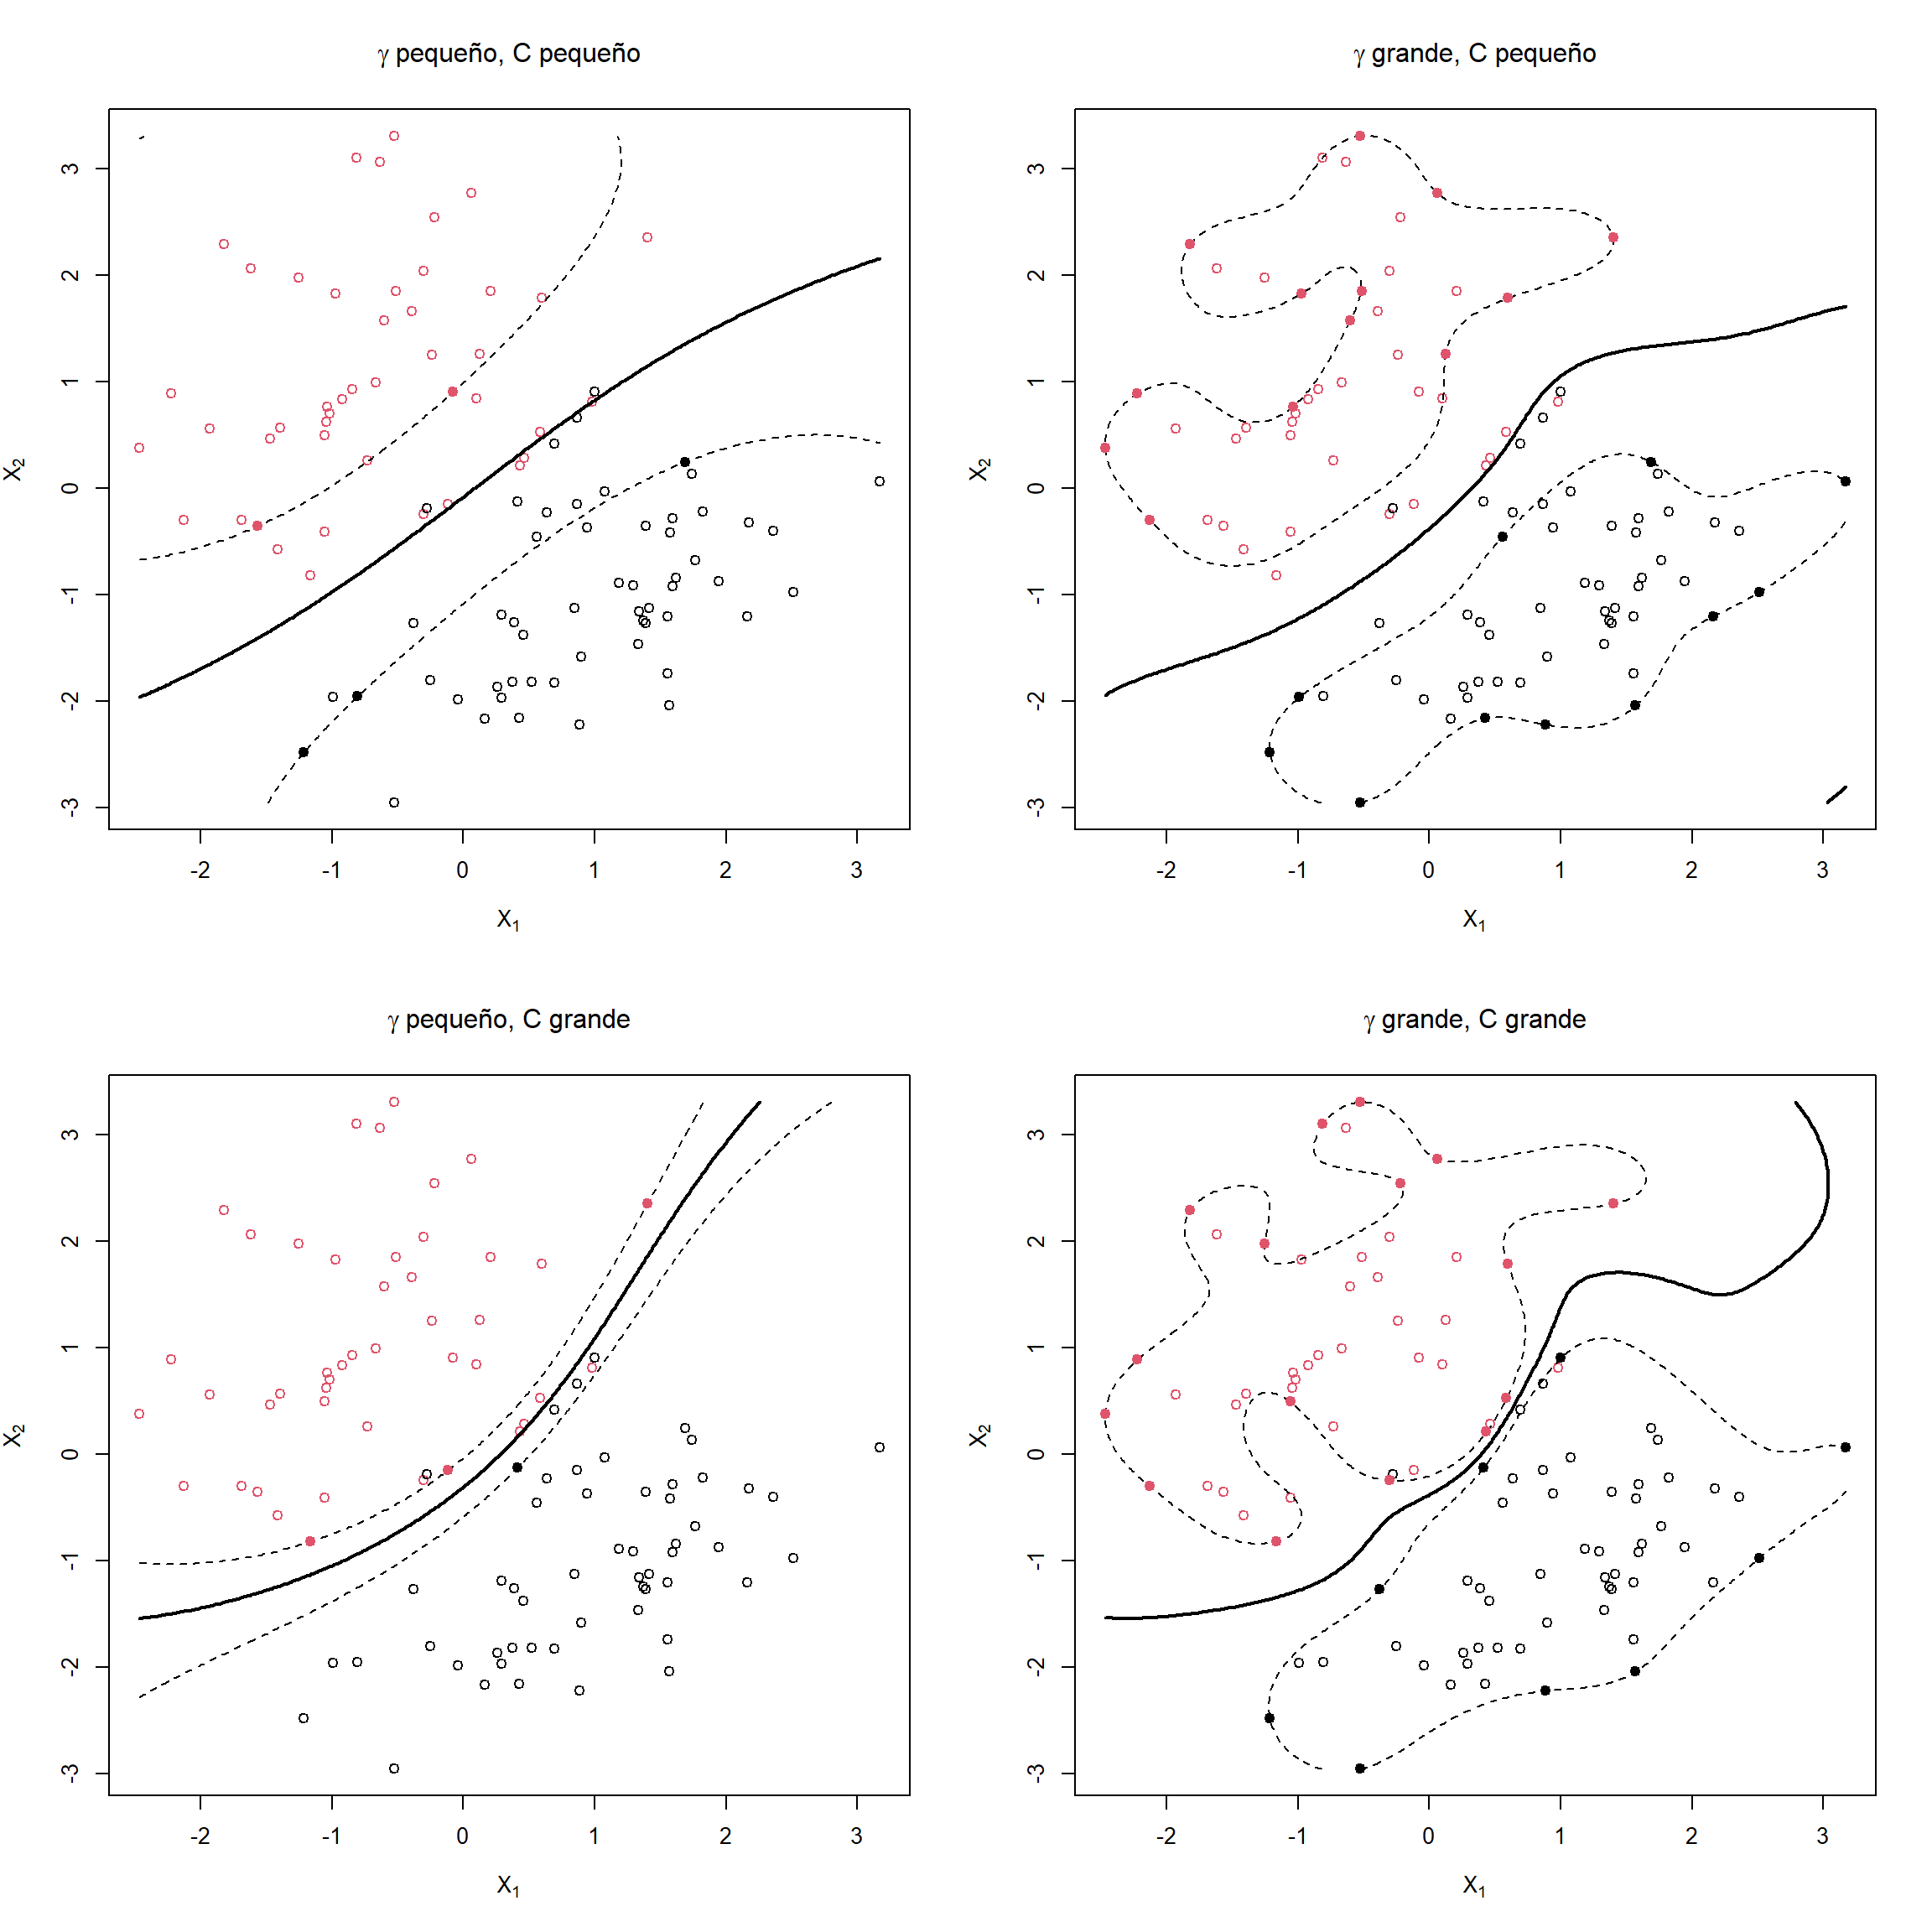 γ pequeño, C pequeño
3
2
1
0
-1
-2
-3
X₂
-2 -1 0 1 2 3
X₁
γ grande, C pequeño
3
2
1
0
-1
-2
-3
X₂
-2 -1 0 1 2 3
X₁
γ pequeño, C grande
3
2
1
0
-1
-2
-3
X₂
-2 -1 0 1 2 3
X₁
γ grande, C grande
3
2
1
0
-1
-2
-3
X₂
-2 -1 0 1 2 3
X₁